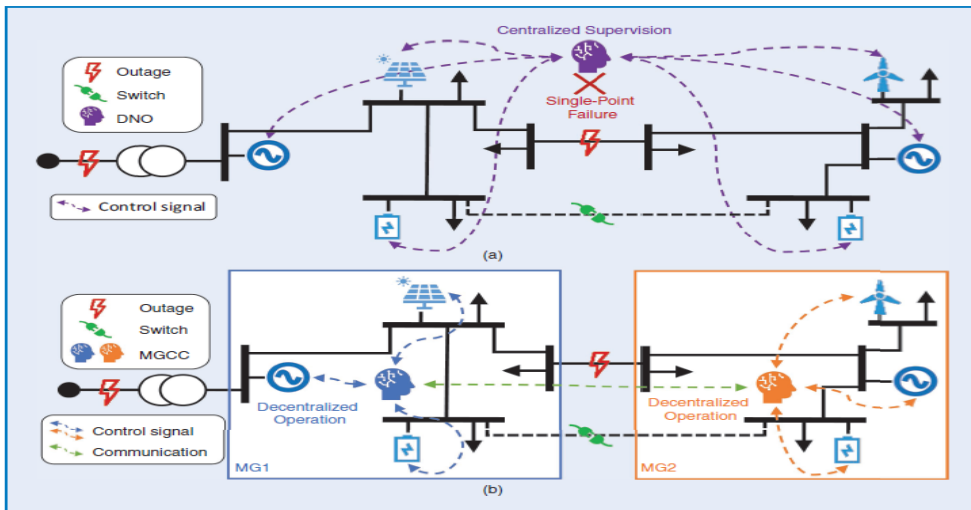 Centralized Supervision
Outage
Switch
DNO
Single-Point
Failure
Control signal
(a)
Outage
Switch
MGCC
Decentralized
Operation
Decentralized
Operation
Control signal
Communication
MG1
MG2
(b)